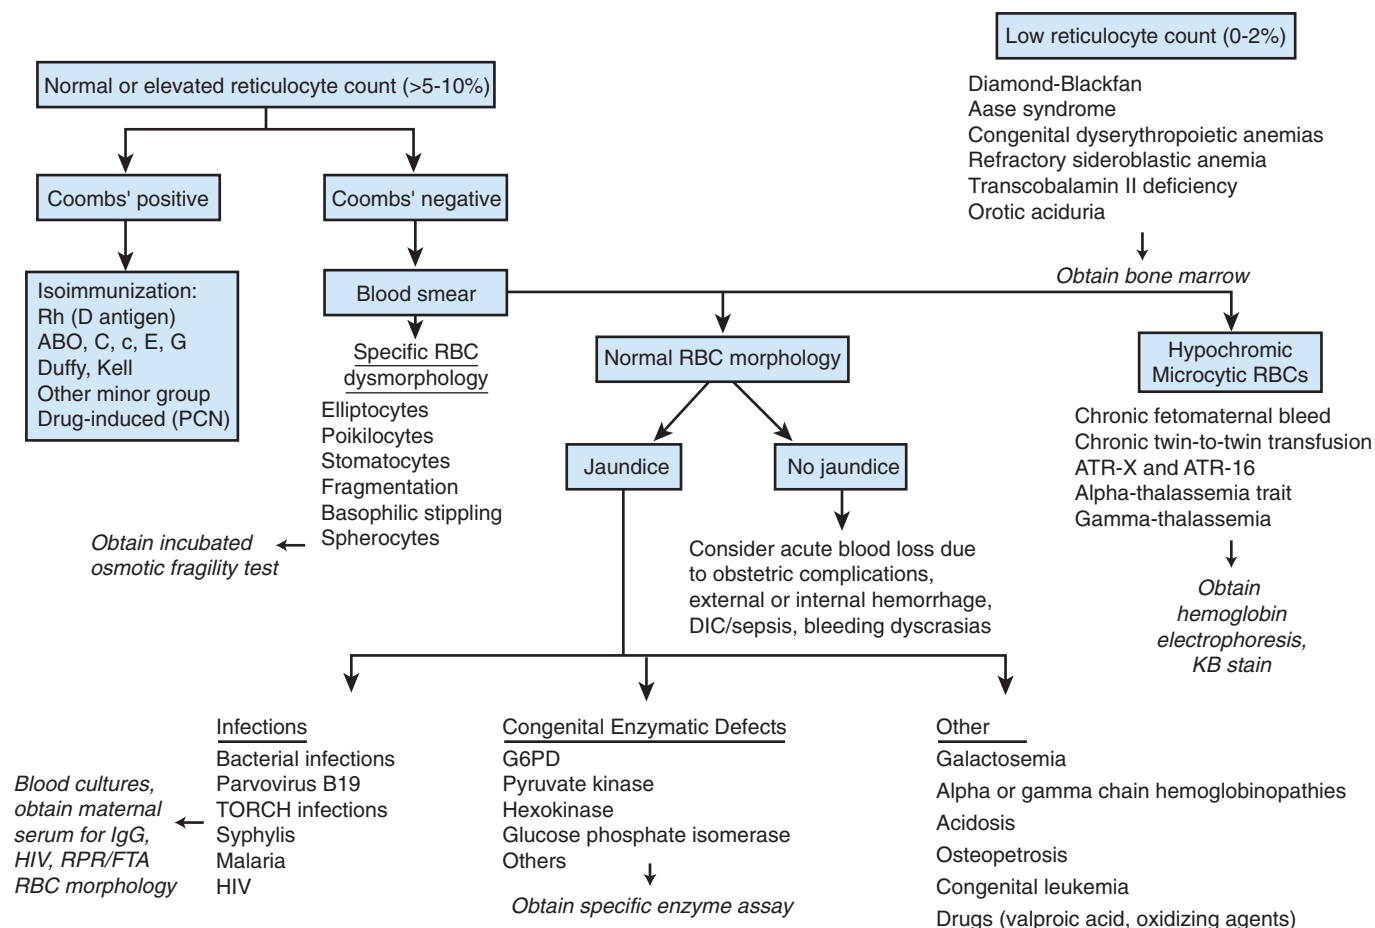 Low reticulocyte count (0-2%)
Diamond-Blackfan
Aase syndrome
Congenital dyserythropoietic anemias
Refractory sideroblastic anemia
Transcobalamin II deficiency
Orotic aciduria
Obtain bone marrow
Normal or elevated reticulocyte count (>5-10%)
Coombs' positive
Coombs' negative
Isoimmunization:
Rh (D antigen)
ABO, C, c, E, G
Duffy, Kell
Other minor group
Drug-induced (PCN)
Blood smear
Specific RBC
dysmorphology
Elliptocytes
Poikilocytes
Stomatocytes
Fragmentation
Basophilic stippling
Spherocytes
Obtain incubated
osmotic fragility test
Normal RBC morphology
Jaundice
No jaundice
Consider acute blood loss due
to obstetric complications,
external or internal hemorrhage,
DIC/sepsis, bleeding dyscrasias
Hypochromic
Microcytic RBCs
Chronic fetomaternal bleed
Chronic twin-to-twin transfusion
ATR-X and ATR-16
Alpha-thalassemia trait
Gamma-thalassemia
Obtain
hemoglobin
electrophoresis,
KB stain
Infections
Bacterial infections
Parvovirus B19
TORCH infections
Syphylis
Malaria
HIV
Blood cultures,
obtain maternal
serum for IgG,
HIV, RPR/FTA
RBC morphology
Congenital Enzymatic Defects
G6PD
Pyruvate kinase
Hexokinase
Glucose phosphate isomerase
Others
Obtain specific enzyme assay
Other
Galactosemia
Alpha or gamma chain hemoglobinopathies
Acidosis
Osteopetrosis
Congenital leukemia
Drugs (valproic acid, oxidizing agents)